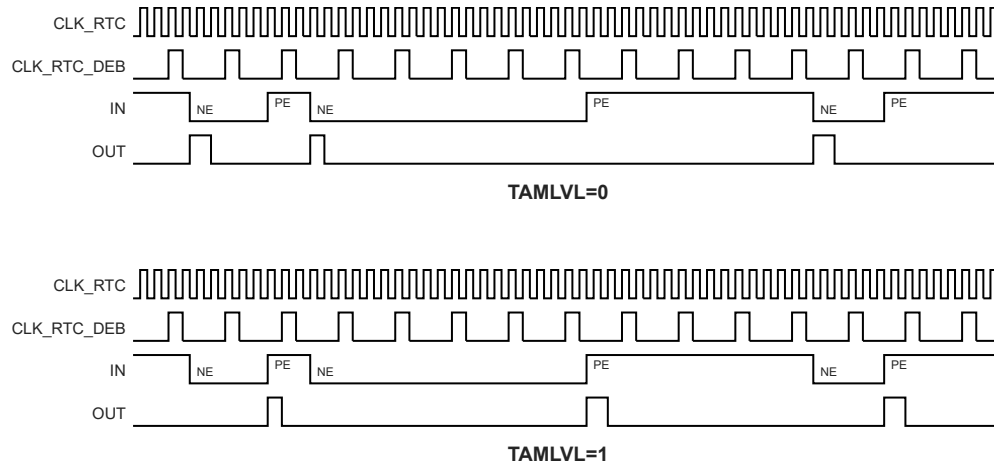 CLK_RTC
CLK_RTC_DEB
IN NE PE NE PE NE PE
OUT
TAMLVL=0
CLK_RTC
CLK_RTC_DEB
IN NE PE NE PE NE PE
OUT
TAMLVL=1